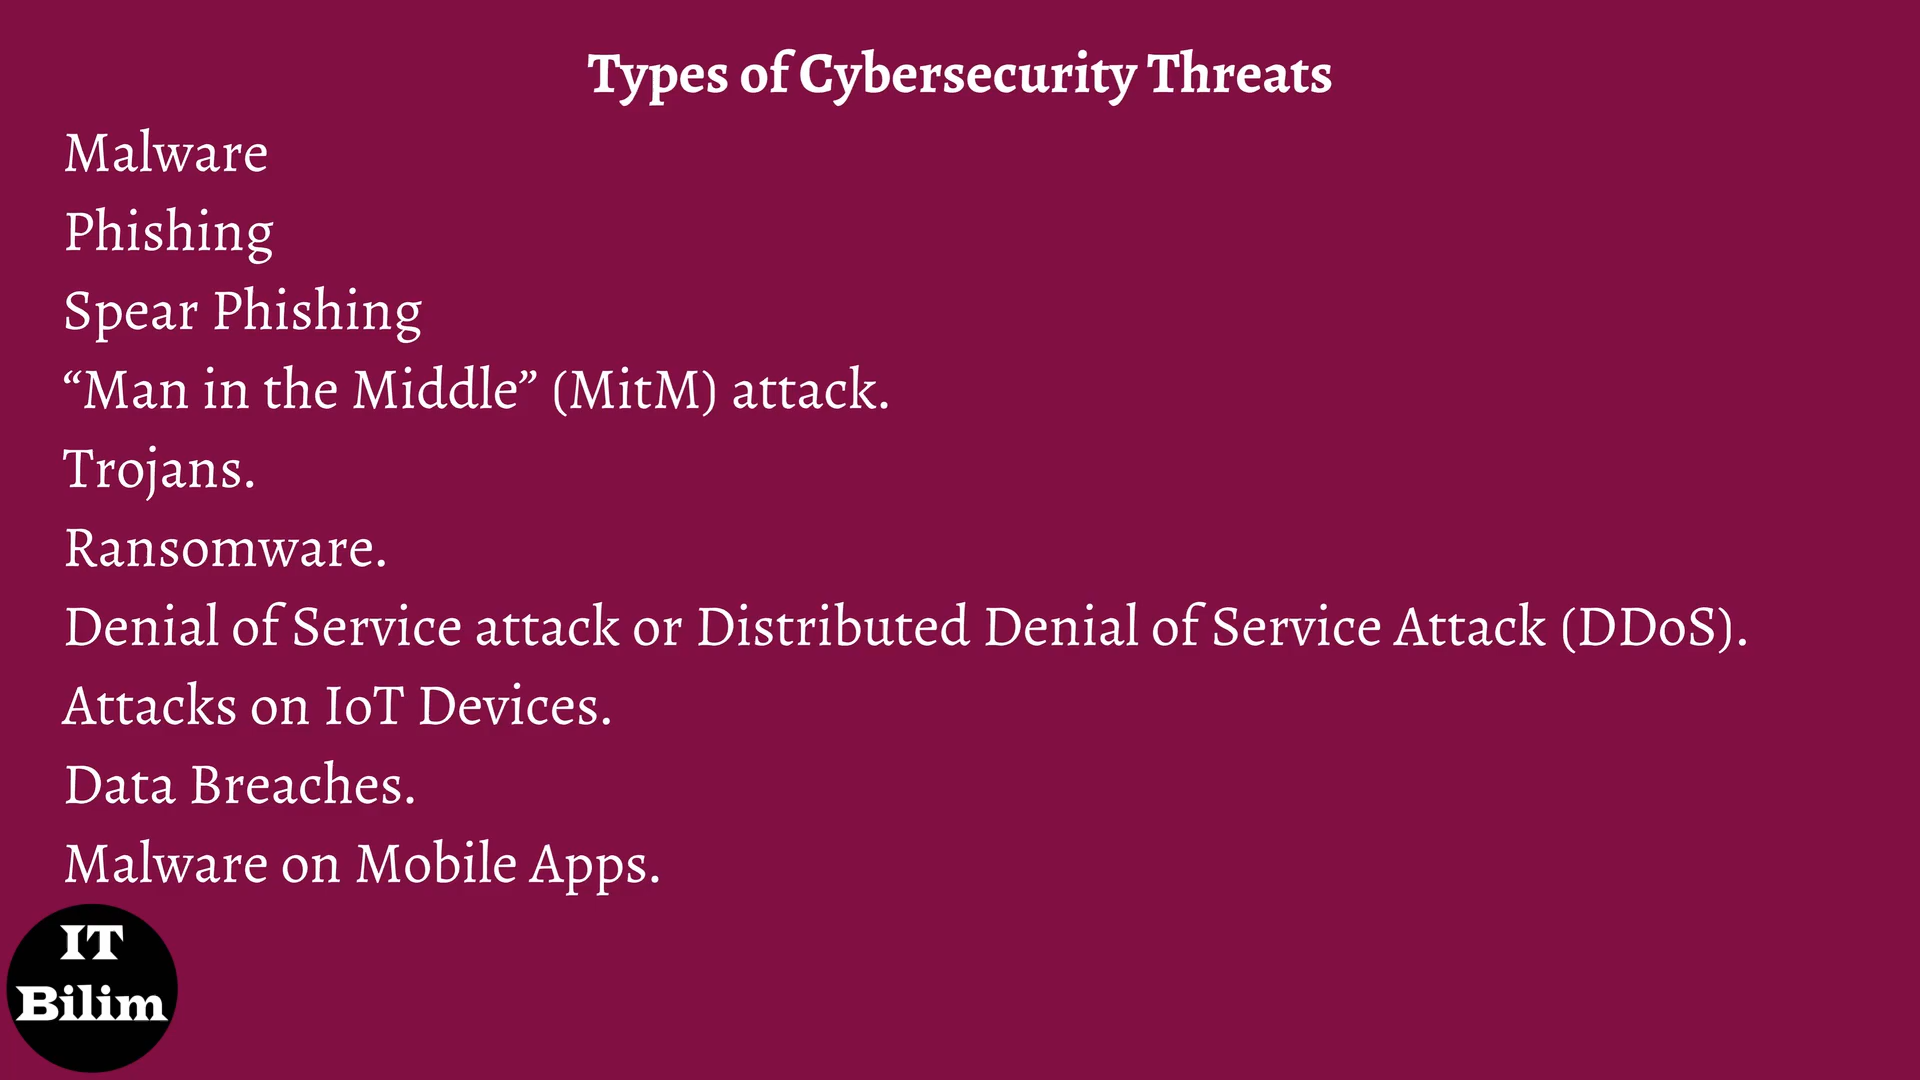 Types of Cybersecurity Threats
Malware
Phishing
Spear Phishing
“Man in the Middle” (MitM) attack.
Trojans.
Ransomware.
Denial of Service attack or Distributed Denial of Service Attack (DDoS).
Attacks on IoT Devices.
Data Breaches.
Malware on Mobile Apps.
IT
Bilim